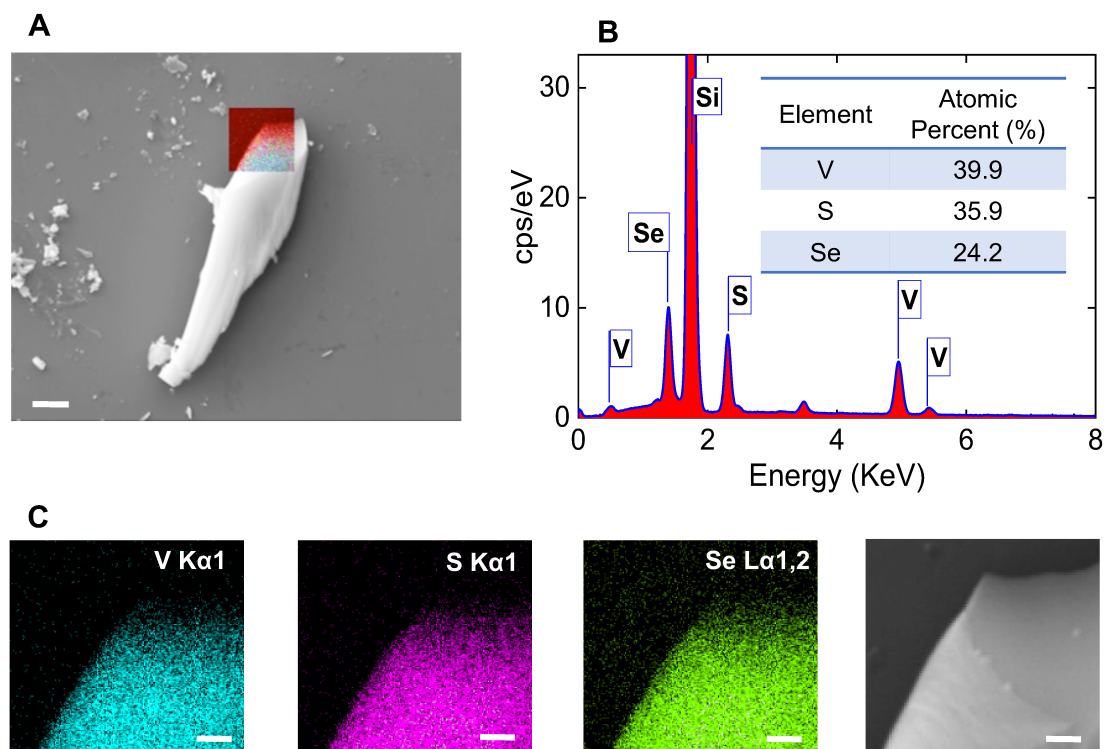 A
B
cps/eV
30
20
10
0
0
2
4
6
8
Energy (KeV)
V
Se
Si
S
V
V
Element
Atomic
Percent (%)
V
39.9
S
35.9
Se
24.2
C
V Kα1
S Kα1
Se Lα1,2